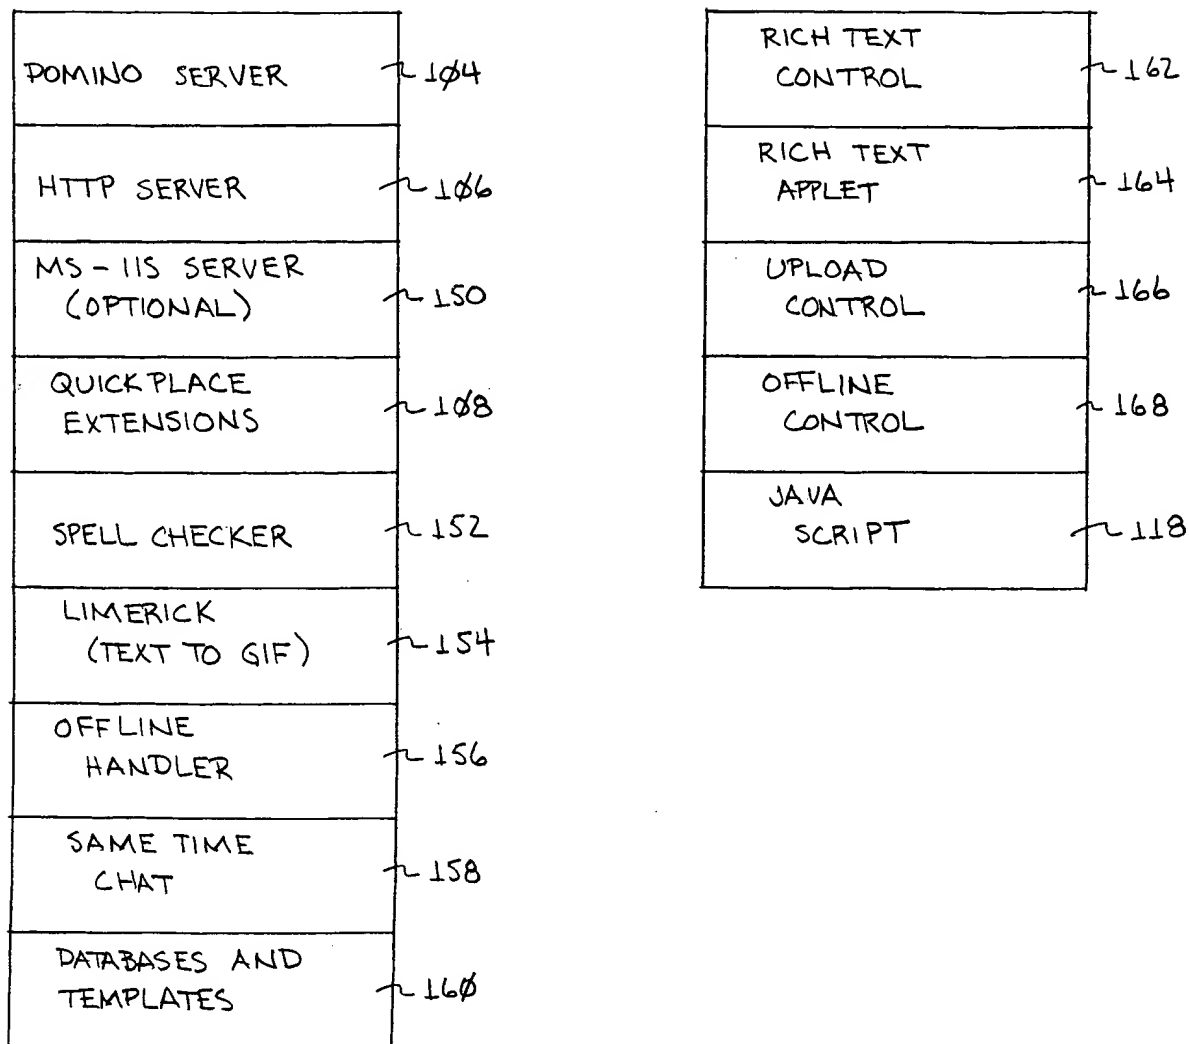 DOMINO SERVER 104
HTTP SERVER 106
MS-IIS SERVER
(OPTIONAL) 150
QUICKPLACE
EXTENSIONS 108
SPELL CHECKER 152
LIMERICK
(TEXT TO GIF) 154
OFFLINE
HANDLER 156
SAME TIME
CHAT 158
DATABASES AND
TEMPLATES 160
RICH TEXT
CONTROL 162
RICH TEXT
APPLET 164
UPLOAD
CONTROL 166
OFFLINE
CONTROL 168
JAVA
SCRIPT 118